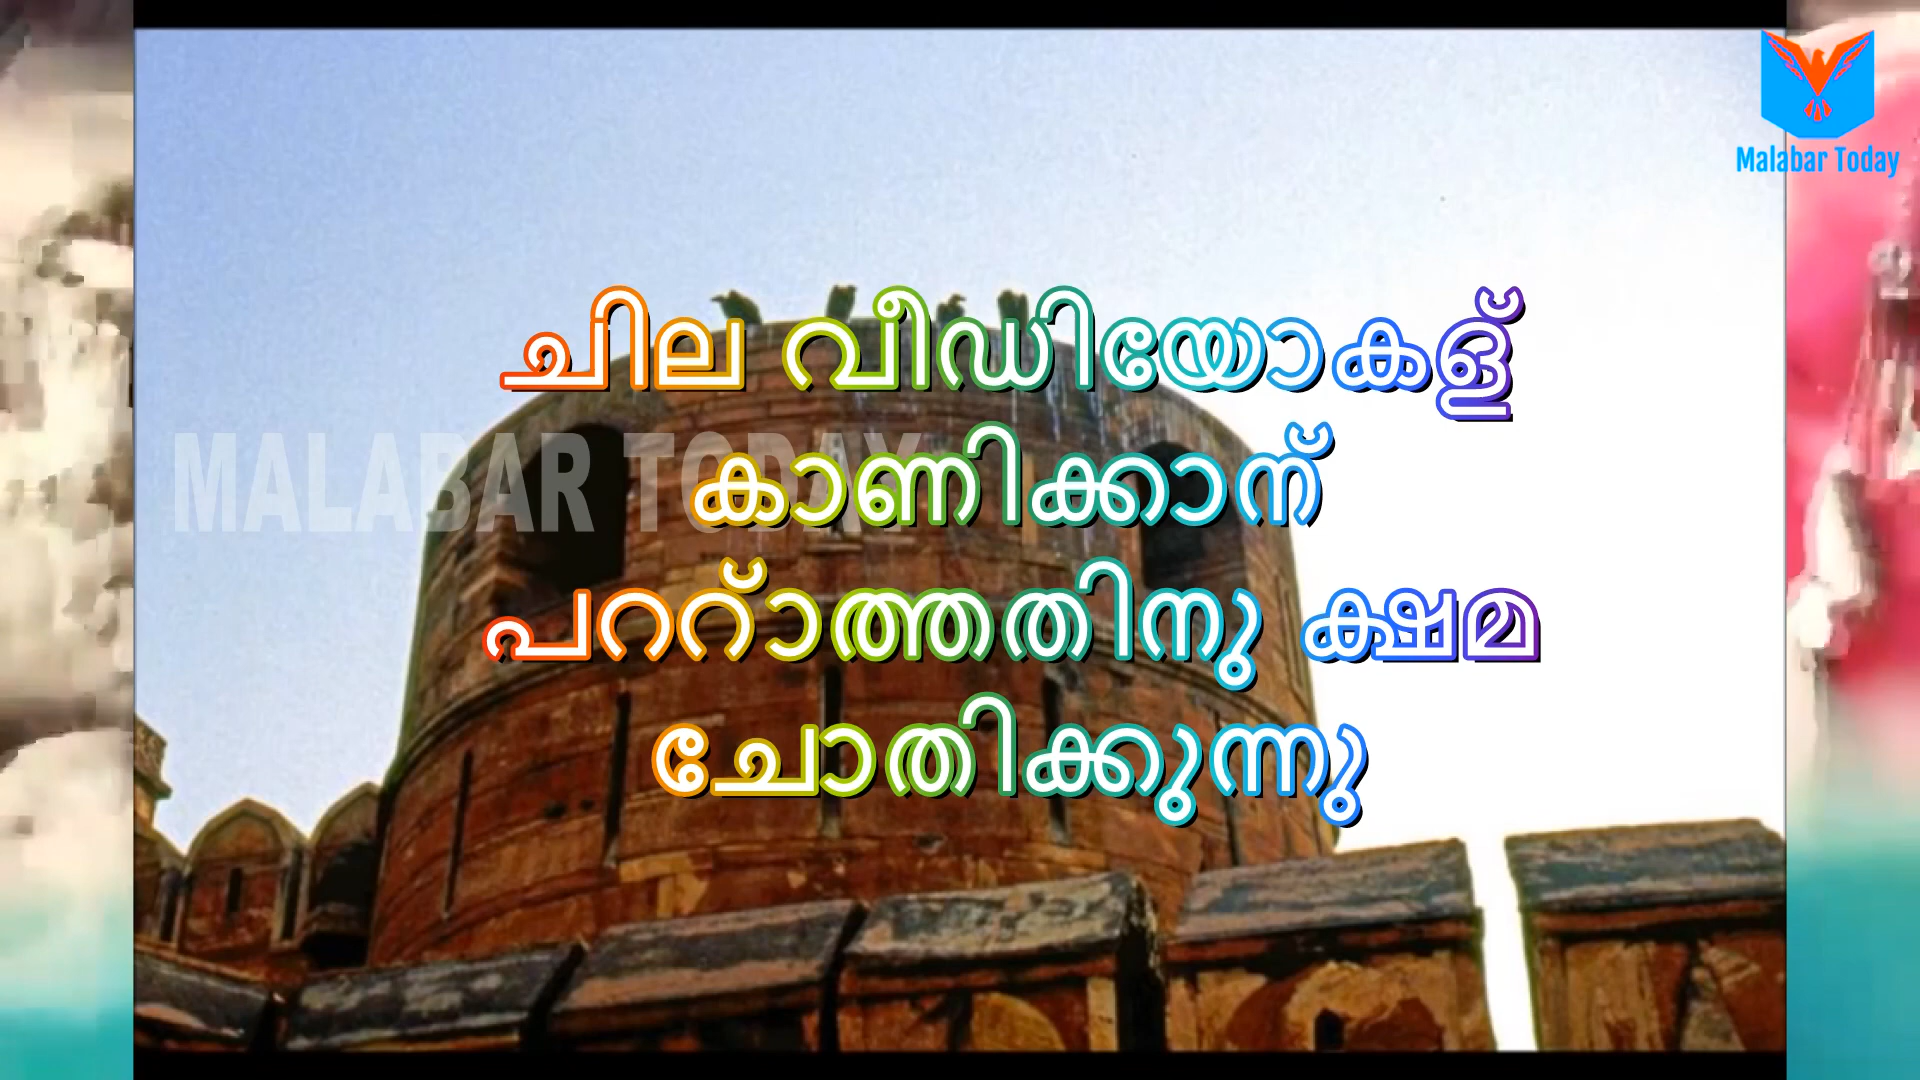 Malabar Today
ചില വീഡിയോകള്
കാണിക്കാന്
MALABAR TODAY
പററ്ാത്തതിനു ക്ഷമ
ചോതിക്കുന്നു